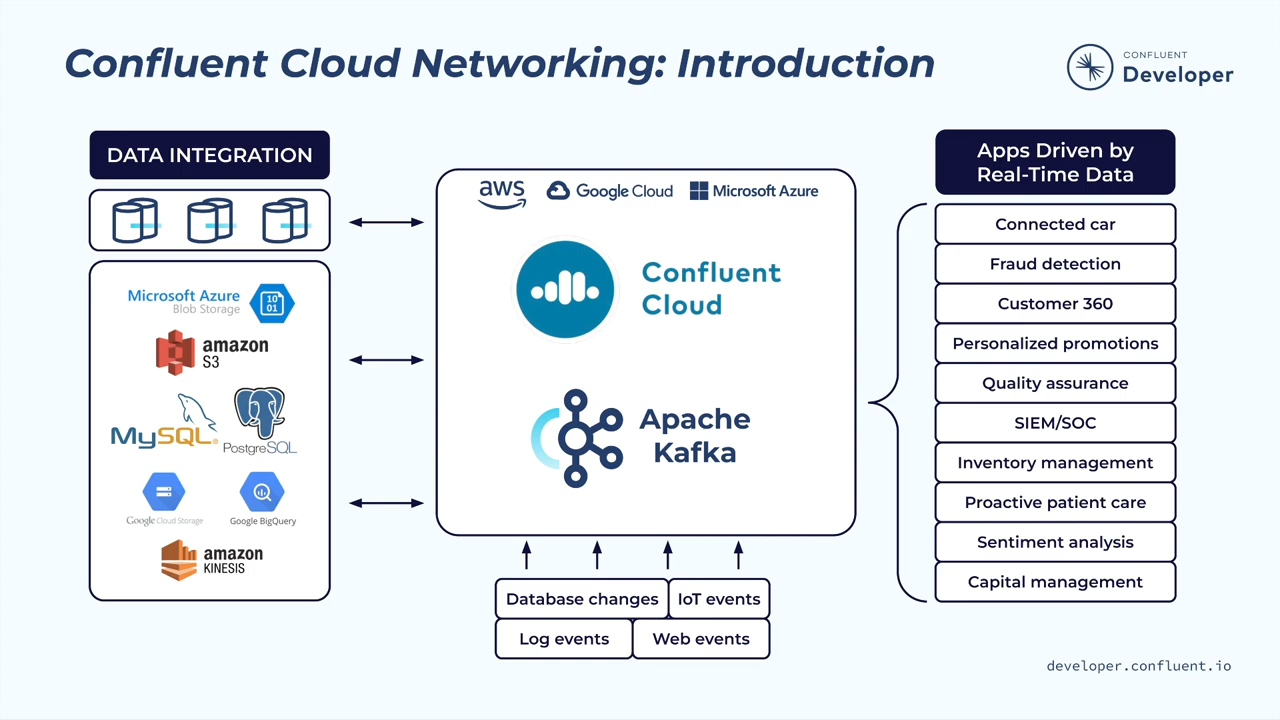 Confluent Cloud Networking: Introduction
CONFLUENT
Developer
DATA INTEGRATION
Microsoft Azure
Blob Storage
10
01
amazon
S3
MySQL®
PostgreSQL
Google Cloud Storage
Google BigQuery
amazon
KINESIS
aws
Google Cloud
Microsoft Azure
Confluent
Cloud
Apache
Kafka
Database changes
IoT events
Log events
Web events
Apps Driven by
Real-Time Data
Connected car
Fraud detection
Customer 360
Personalized promotions
Quality assurance
SIEM/SOC
Inventory management
Proactive patient care
Sentiment analysis
Capital management
developer.confluent.io